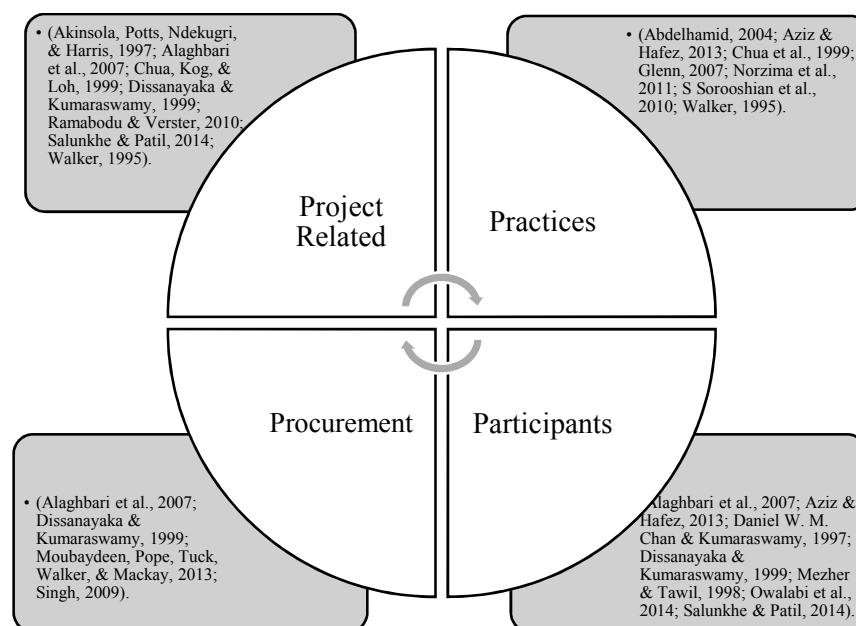 • (Akinsola, Potts, Ndekugri,
& Harris, 1997; Alaghbari
et al., 2007; Chua, Kog, &
Loh, 1999; Dissanayaka &
Kumaraswamy, 1999;
Ramabodu & Verster, 2010;
Salunkhe & Patil, 2014;
Walker, 1995).
• (Abdelhamid, 2004; Aziz &
Hafez, 2013; Chua et al., 1999;
Glenn, 2007; Norzima et al.,
2011; S Sorooshian et al.,
2010; Walker, 1995).
Project
Related
Practices
Procurement
Participants
• (Alaghbari et al., 2007;
Dissanayaka &
Kumaraswamy, 1999;
Moubaydeen, Pope, Tuck,
Walker, & Mackay, 2013;
Singh, 2009).
Alaghbari et al., 2007; Aziz &
Hafez, 2013; Daniel W. M.
Chan & Kumaraswamy, 1997;
Dissanayaka &
Kumaraswamy, 1999; Mezher
& Tawil, 1998; Owalabi et al.,
2014; Salunkhe & Patil, 2014).